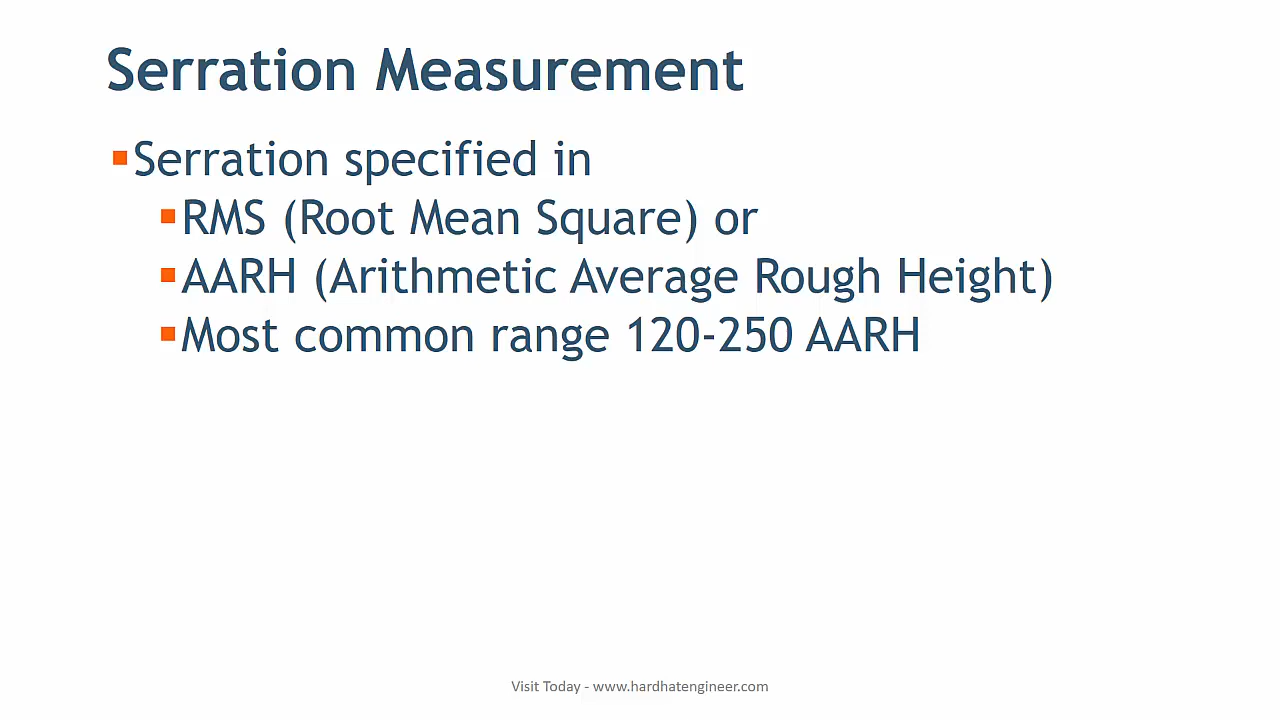 Serration Measurement
Serration specified in
RMS (Root Mean Square) or
AARH (Arithmetic Average Rough Height)
Most common range 120-250 AARH
Visit Today - www.hardhatengineer.com